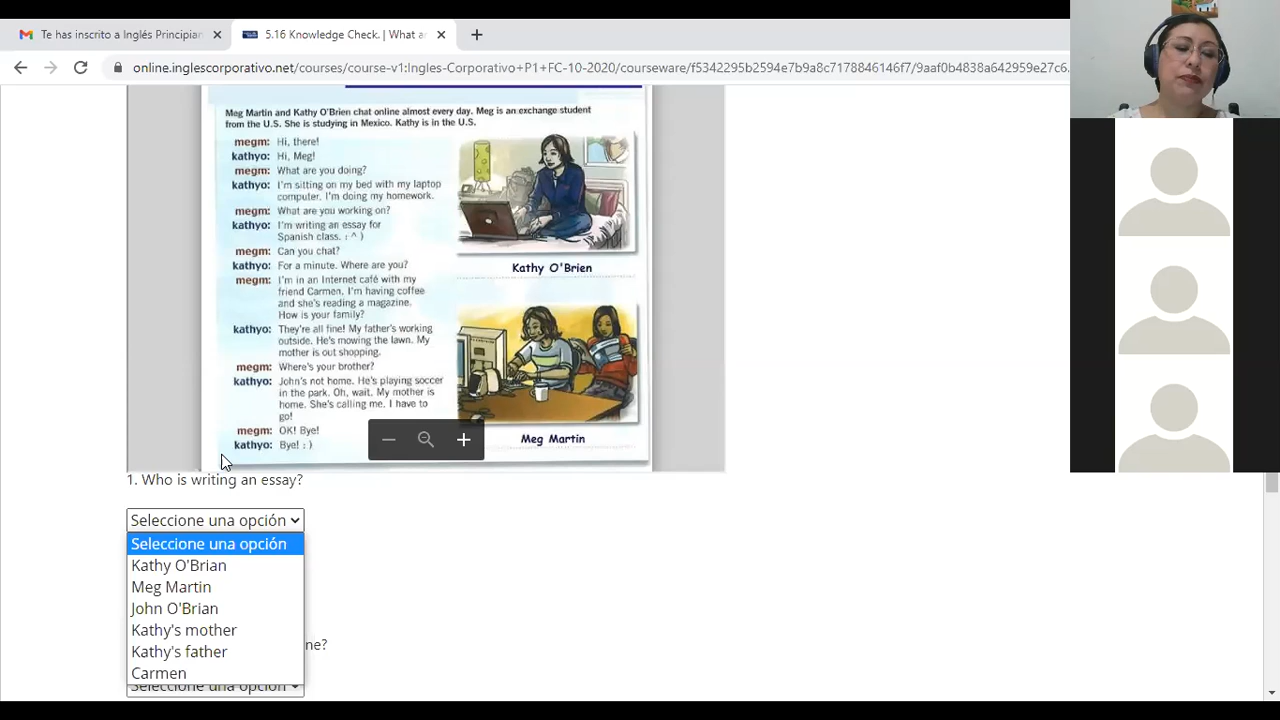 Te has inscrito a Inglés Principian
5.16 Knowledge Check. | What a
online.inglescorporativo.net/courses/course-v1:Ingles-Corporativo+P1+FC-10-2020/courseware/f5342295b2594e7b9a8c7178846146f7/9aaf0b4838a642959e27c6.
Meg Martin and Kathy O'Brien chat online almost every day. Meg is an exchange student
from the U.S. She is studying in Mexico. Kathy is in the U.S.
megm: Hi, there!
kathyo: Hi, Meg!
megm: What are you doing?
kathyo: I'm sitting on my bed with my laptop
computer. I'm doing my homework.
megm: What are you working on?
kathyo: I'm writing an essay for
Spanish class. : ^ )
megm: Can you chat?
kathyo: For a minute. Where are you?
megm: I'm in an Internet café with my
friend Carmen. I'm having coffee
and she's reading a magazine.
How is your family?
kathyo: They're all fine! My father's working
outside. He's mowing the lawn. My
mother is out shopping.
megm: Where's your brother?
kathyo: John's not home. He's playing soccer
in the park. Oh, wait. My mother is
home. She's calling me. I have to
go!
megm: OK! Bye!
kathyo: Bye! : )
Kathy O'Brien
Meg Martin
1. Who is writing an essay?
Seleccione una opción
Seleccione una opción
Kathy O'Brian
Meg Martin
John O'Brian
Kathy's mother
Kathy's father
Carmen
ne?
Seleccione una opción